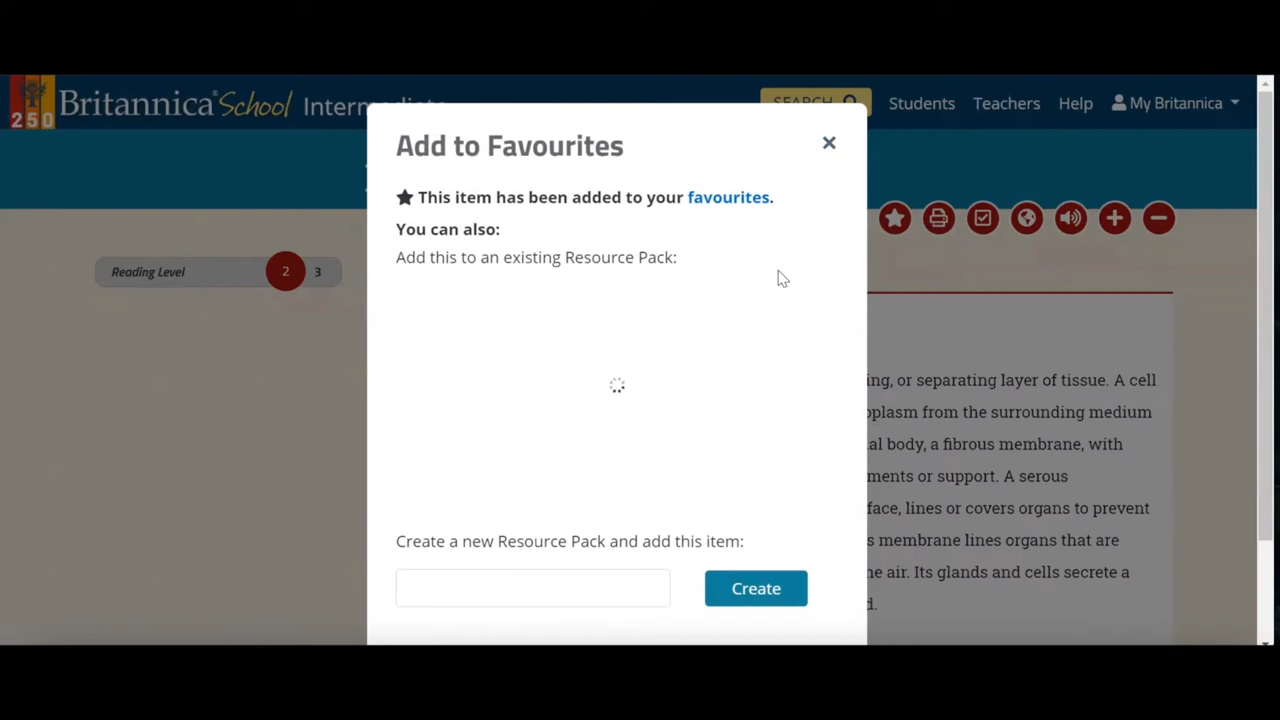 250
Britannica® School Intermediate
SEARCH
Students
Teachers
Help
My Britannica
Add to Favourites
×
★ This item has been added to your favourites.
You can also:
Add this to an existing Resource Pack:
Reading Level 2 3
ing, or separating layer of tissue. A cell
oplasm from the surrounding medium
al body, a fibrous membrane, with
ments or support. A serous
face, lines or covers organs to prevent
s membrane lines organs that are
ne air. Its glands and cells secrete a
d.
Create a new Resource Pack and add this item:
Create